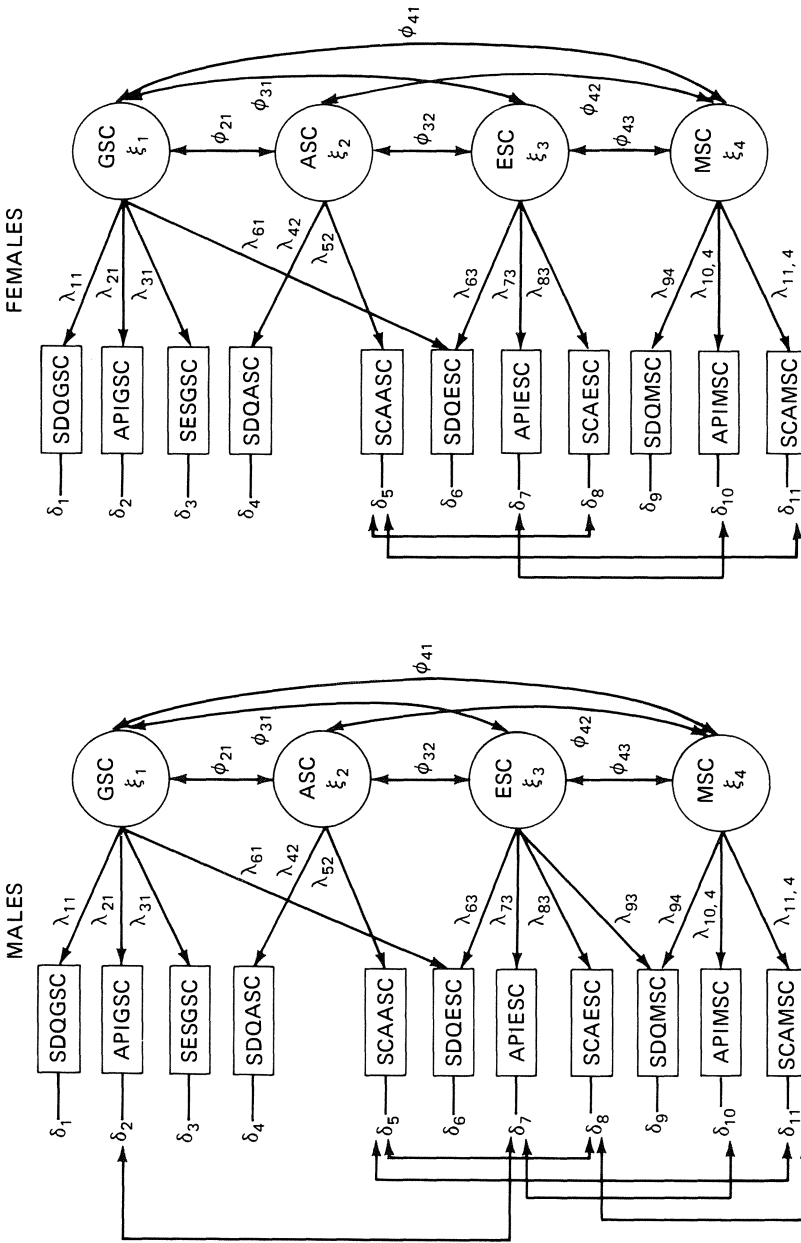 MALES
SDQGSC
APIGSC
SESGSC
SDQASC
SCAASC
SDQESC
APIESC
SCAESC
SDQMSC
APIMSC
SCAMSC
δ1
δ2
δ3
δ4
δ5
δ6
δ7
δ8
δ9
δ10
δ11
λ11
λ21
λ31
λ61
λ42
λ52
λ63
λ73
λ83
λ93
λ94
λ10, 4
λ11, 4
GSC
ξ1
ASC
ξ2
ESC
ξ3
MSC
ξ4
ϕ21
ϕ31
ϕ32
ϕ41
ϕ42
ϕ43
FEMALES
SDQGSC
APIGSC
SESGSC
SDQASC
SCAASC
SDQESC
APIESC
SCAESC
SDQMSC
APIMSC
SCAMSC
δ1
δ2
δ3
δ4
δ5
δ6
δ7
δ8
δ9
δ10
δ11
λ11
λ21
λ31
λ61
λ42
λ52
λ63
λ73
λ83
λ94
λ10, 4
λ11, 4
GSC
ξ1
ASC
ξ2
ESC
ξ3
MSC
ξ4
ϕ21
ϕ31
ϕ32
ϕ41
ϕ42
ϕ43